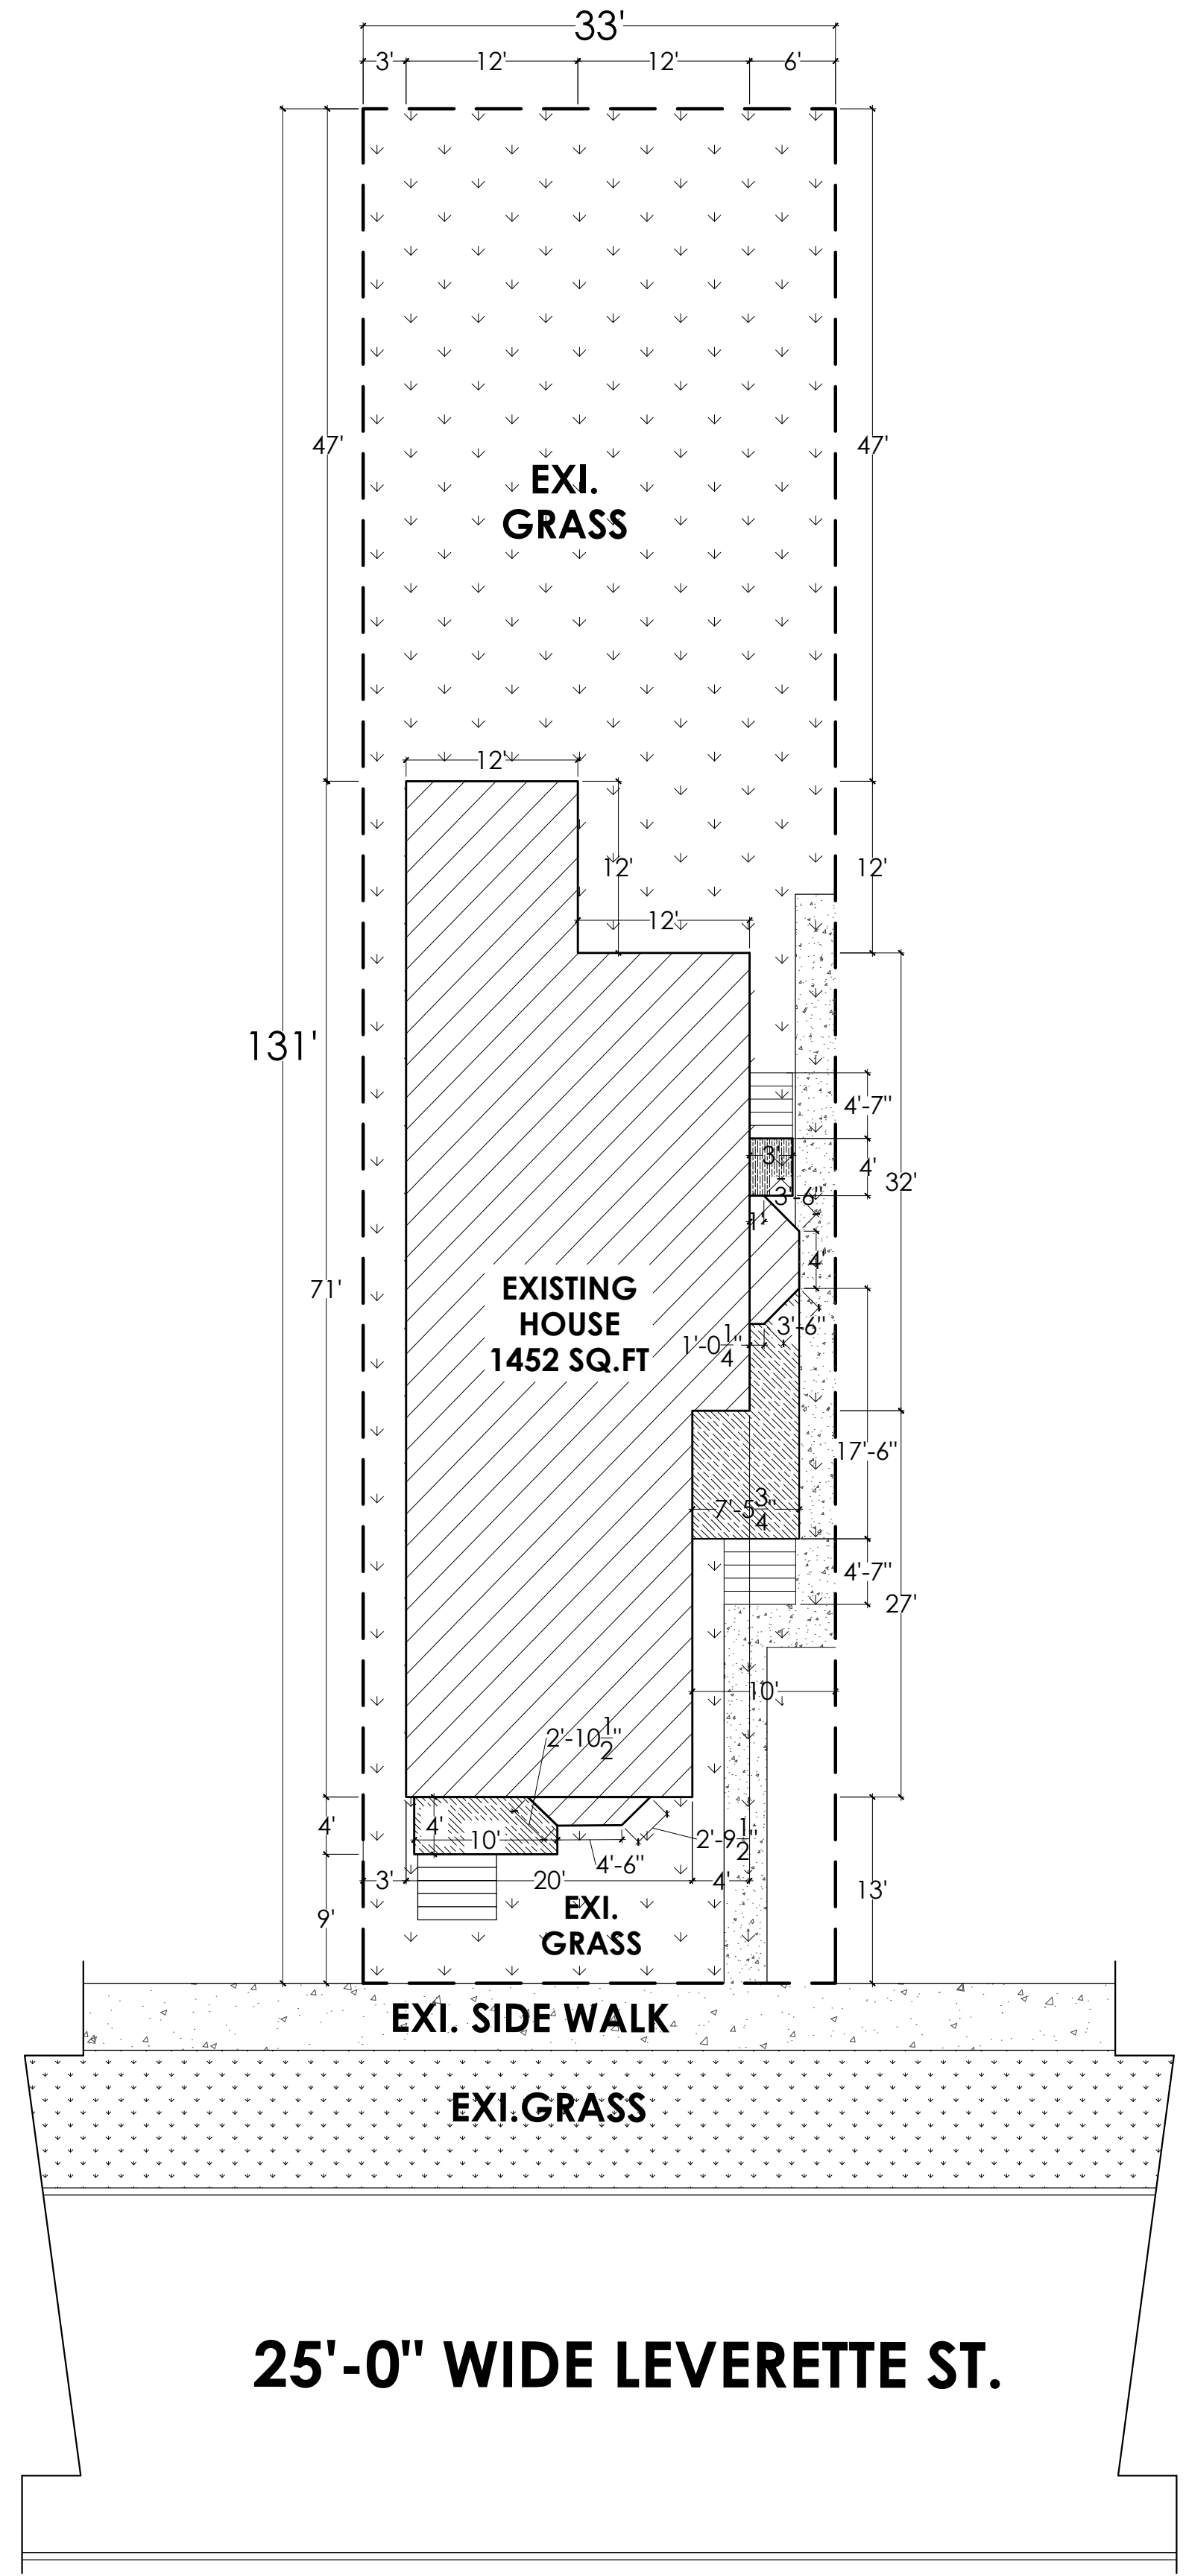 33'
3' 12' 12' 6'
47' 47'
EXI.
GRASS
12'
12' 12'
12'
131'
4'-7"
3' 4'
32'
3'-6"
1'
4'
71'
EXISTING
HOUSE
1452 SQ.FT
3'-6"
1'-0 1/4"
17'-6"
7'-5 3/4"
4'-7"
27'
10'
2'-10 1/2"
4' 4' 10' 2'-9 1/2"
4'-6"
3' 20' 4'
13'
9'
EXI.
GRASS
EXI. SIDE WALK
EXI.GRASS
25'-0" WIDE LEVERETTE ST.